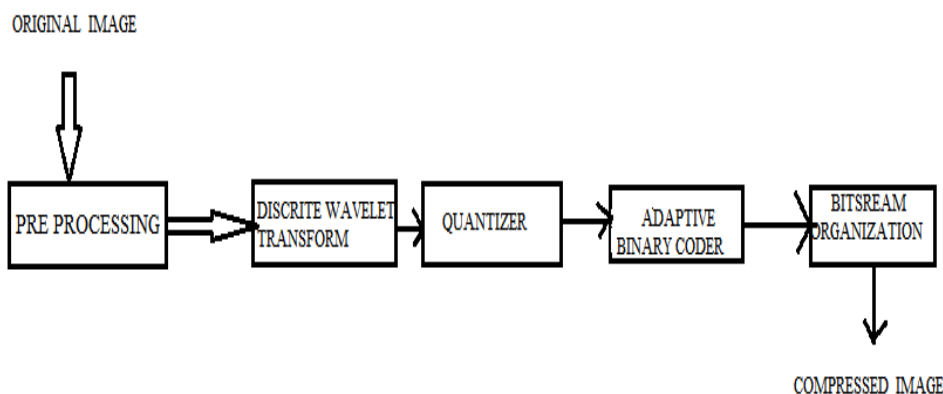 ORIGINAL IMAGE
PRE PROCESSING
DISCRITE WAVELET
TRANSFORM
QUANTIZER
ADAPTIVE
BINARY CODER
BITSREAM
ORGANIZATION
COMPRESSED IMAGE